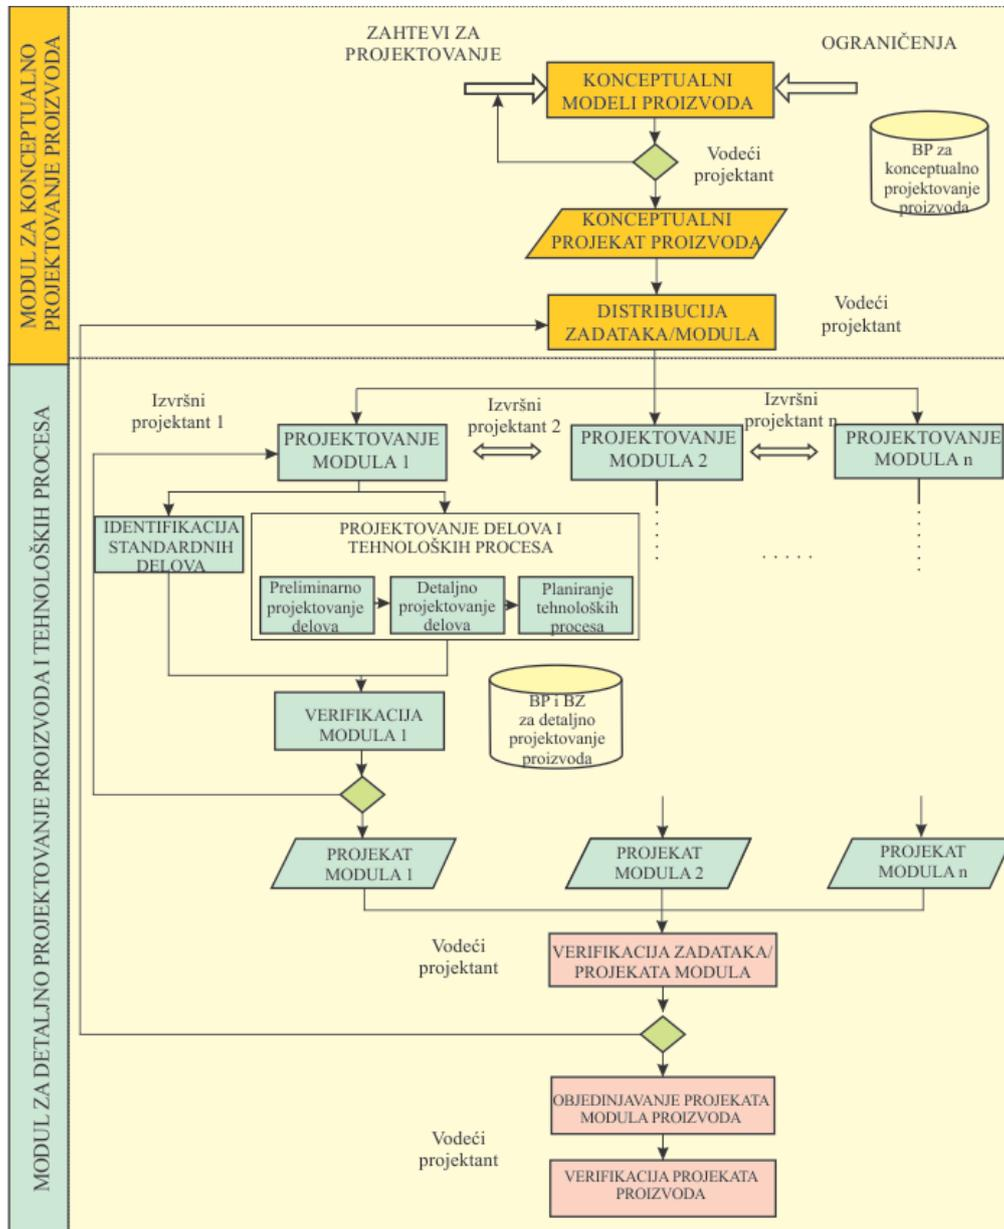 MODUL ZA KONCEPTUALNO
PROJEKTOVANJE PROIZVODA
ZAHTEVI ZA
PROJEKTOVANJE
OGRANIČENJA
KONCEPTUALNI
MODELI PROIZVODA
Vodeći
projektant
BP za
konceptualno
projektovanje
proizvoda
KONCEPTUALNI
PROJEKAT PROIZVODA
DISTRIBUCIJA
ZADATAKA/MODULA
Vodeći
projektant
MODUL ZA DETALJNO PROJEKTOVANJE PROIZVODA I TEHNOLOŠKIH PROCESA
Izvršni
projektant 1
Izvršni
projektant 2
Izvršni
projektant n
PROJEKTOVANJE
MODULA 1
PROJEKTOVANJE
MODULA 2
PROJEKTOVANJE
MODULA n
IDENTIFIKACIJA
STANDARDNIH
DELOVA
PROJEKTOVANJE DELOVA I
TEHNOLOŠKIH PROCESA
Preliminarno
projektovanje
delova
Detaljno
projektovanje
delova
Planiranje
tehnoloških
procesa
VERIFIKACIJA
MODULA 1
BP i BZ
za detaljno
projektovanje
proizvoda
PROJEKAT
MODULA 1
PROJEKAT
MODULA 2
PROJEKAT
MODULA n
Vodeći
projektant
VERIFIKACIJA ZADATAKA/
PROJEKATA MODULA
OBJEDINJAVANJE PROJEKATA
MODULA PROIZVODA
Vodeći
projektant
VERIFIKACIJA PROJEKATA
PROIZVODA